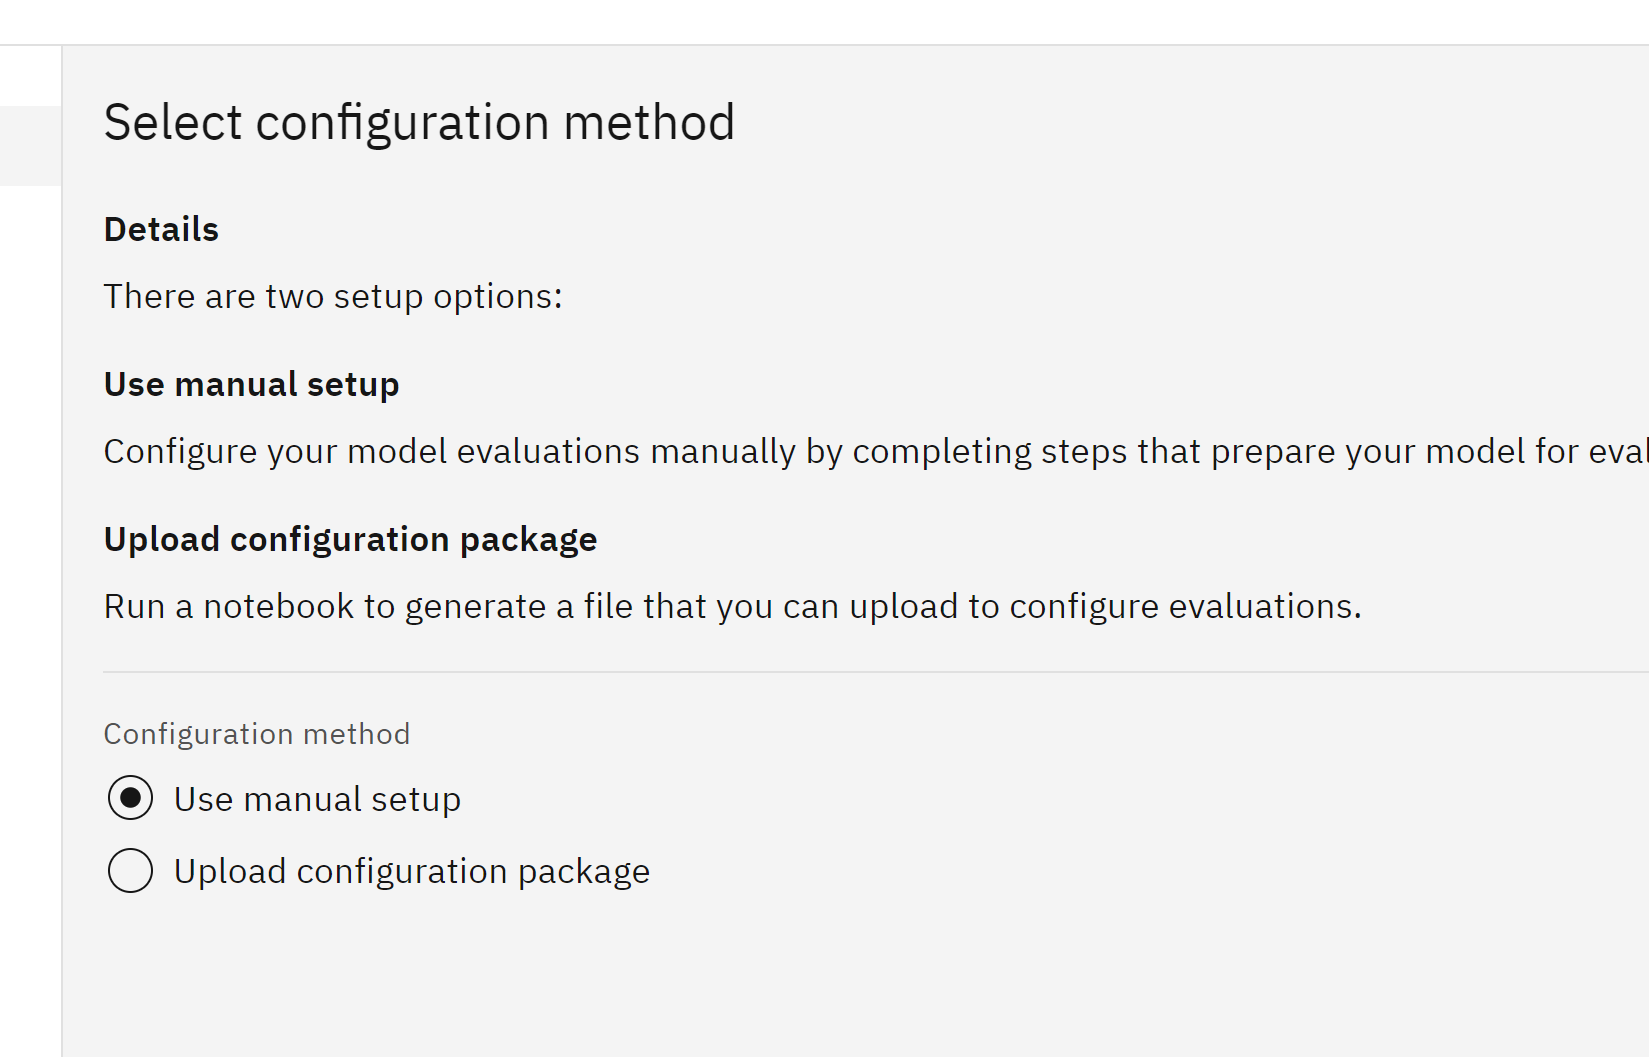 Select configuration method
Details
There are two setup options:
Use manual setup
Configure your model evaluations manually by completing steps that prepare your model for
Upload configuration package
Run a notebook to generate a file that you can upload to configure evaluations.
Configuration method
Use manual setup
Upload configuration package